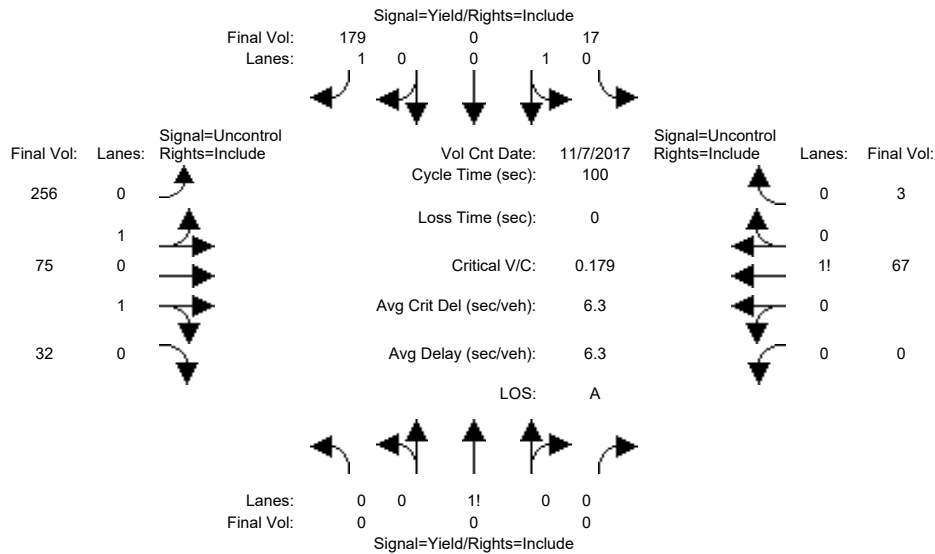 Signal=Yield/Rights=Include
Final Vol: 179 0 17
Lanes: 1 0 0 1 0
Signal=Uncontrol
Final Vol: Lanes: Rights=Include
Vol Cnt Date: 11/7/2017
Signal=Uncontrol
Rights=Include Lanes: Final Vol:
Cycle Time (sec): 100
256 0
0 3
Loss Time (sec): 0
1
0
75 0
Critical V/C: 0.179
1! 67
1
Avg Crit Del (sec/veh): 6.3
0
32 0
Avg Delay (sec/veh): 6.3
0 0
LOS: A
Lanes: 0 0 1! 0 0
Final Vol: 0 0 0
Signal=Yield/Rights=Include